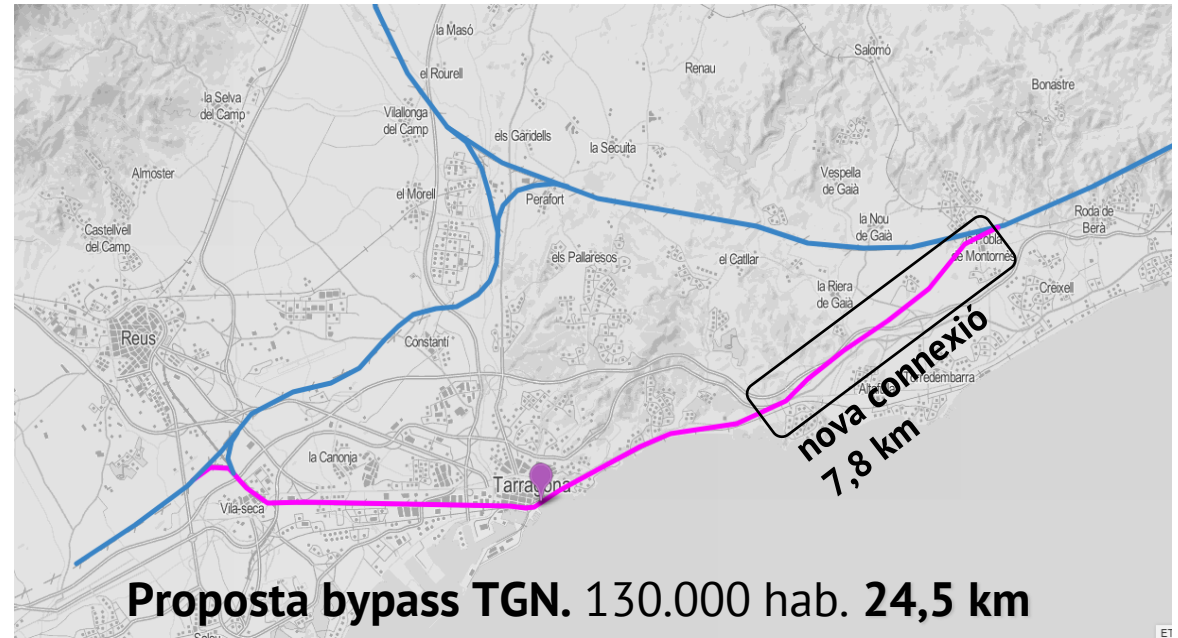 la Masó
Salomó
el Rourell
Renau
Bonastre
la Selva
del Camp
Vilallonga
del Camp
els Garidells
la Secuita
Almoster
Vespella
de Gaià
el Morell
Perafort
Roda de
Berà
la Nou
de Gaià
Castellvell
del Camp
la Pobla
de Montornès
els Pallaresos
el Catllar
Creixell
la Riera
de Gaià
Reus
Constantí
Altafulla
Torredembarra
nova connexió
7,8 km
la Canonja
Tarragona
Vila-seca
Proposta bypass TGN. 130.000 hab. 24,5 km
Salou